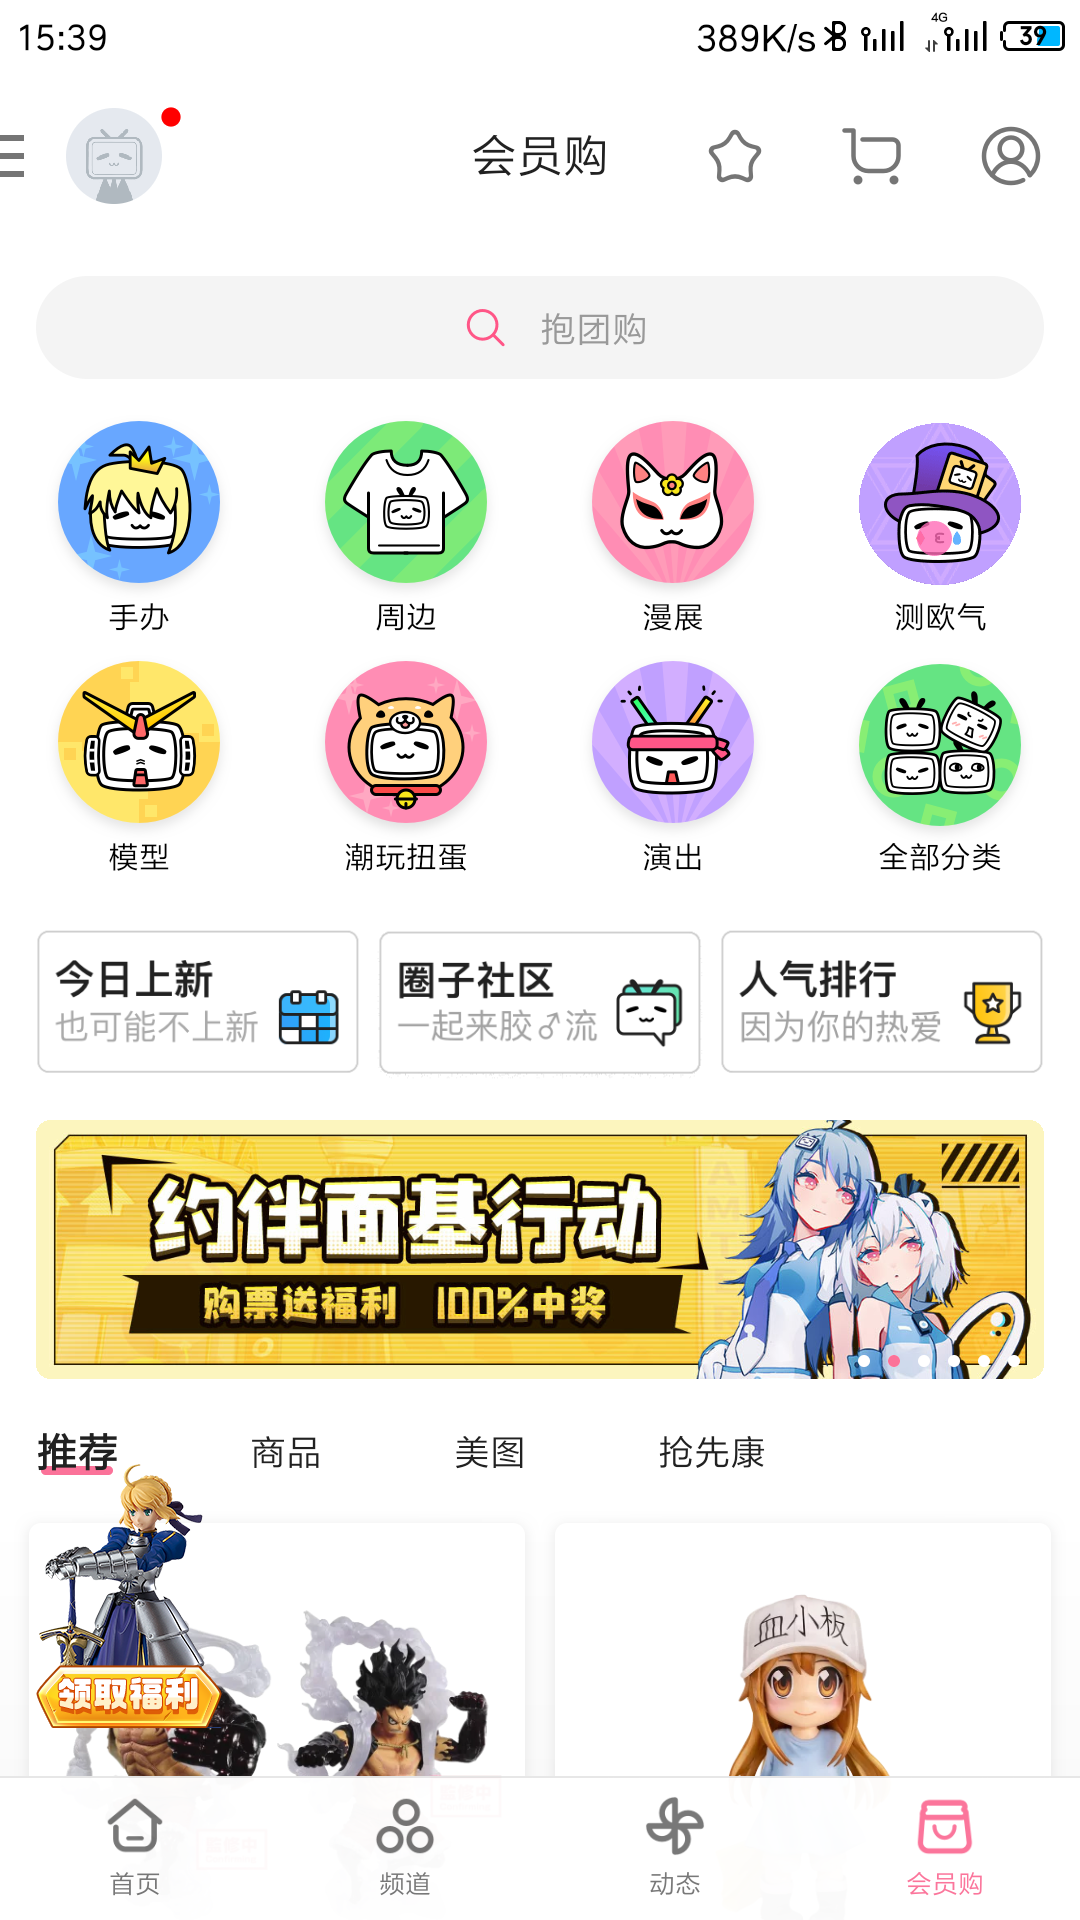 15:39
389K/s
4G
39
会员购
抱团购
手办
周边
漫展
测欧气
模型
潮玩扭蛋
演出
全部分类
今日上新
也可能不上新
圈子社区
一起来胶♂流
人气排行
因为你的热爱
约伴面基行动
购票送福利 100%中奖
推荐
商品
美图
抢先康
血小板
领取福利
首页
频道
动态
会员购